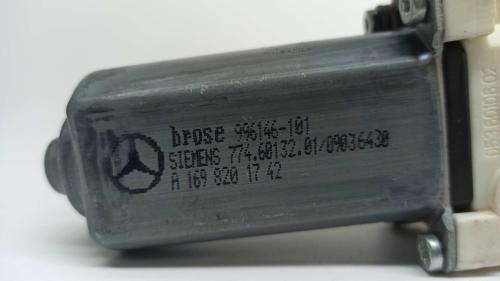 brose 996146-101
SIEMENS 774.60132.01/09036430
A 169 820 17 42